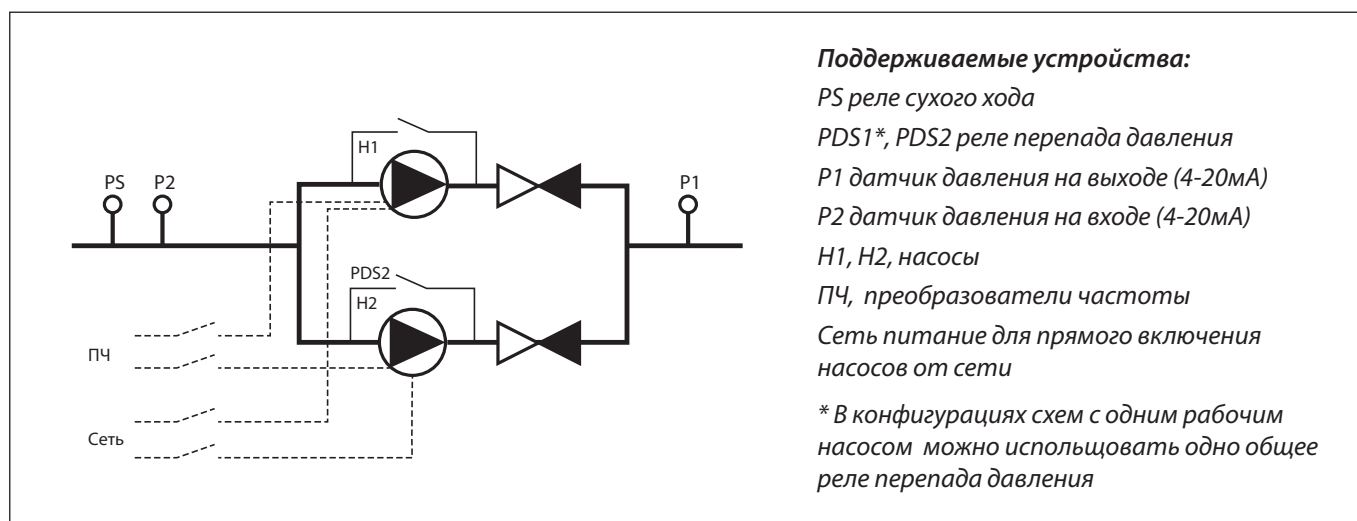 PS
P2
H1
P1
PDS2
H2
ПЧ
Сеть
Поддерживаемые устройства:
PS реле сухого хода
PDS1*, PDS2 реле перепада давления
P1 датчик давления на выходе (4-20мА)
P2 датчик давления на входе (4-20мА)
Н1, Н2, насосы
ПЧ, преобразователи частоты
Сеть питание для прямого включения
насосов от сети
* В конфигурациях схем с одним рабочим
насосом можно испольщовать одно общее
реле перепада давления